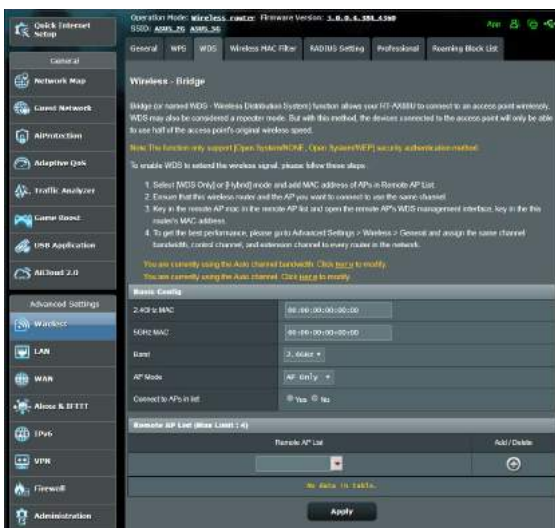 Quick Internet
Setup
General
Network Map
Guest Network
AiProtection
Adaptive QoS
Traffic Analyzer
Game Boost
USB Application
AiCloud 2.0
Advanced Settings
Wireless
LAN
WAN
Alexa & IFTTT
IPv6
VPN
Firewall
Administration
Operation Mode: Wireless router Firmware Version: 3.0.0.4.384_4360
SSID: ASUS_2G ASUS_5G
App
General WPS WDS Wireless MAC Filter RADIUS Setting Professional Roaming Block List
Wireless - Bridge
Bridge (or named WDS - Wireless Distribution System) function allows your RT-AX88U to connect to an access point wirelessly.
WDS may also be considered a repeater mode. But with this method, the devices connected to the access point will only be able
to use half of the access point's original wireless speed.
Note:The function only support [Open System/NONE, Open System/WEP] security authentication method.
To enable WDS to extend the wireless signal, please follow these steps:
1. Select [WDS Only] or [Hybrid] mode and add MAC address of APs in Remote AP List.
2. Ensure that this wireless router and the AP you want to connect to use the same channel.
3. Key in the remote AP mac in the remote AP list and open the remote AP's WDS management interface, key in the this
router's MAC address.
4. To get the best performance, please go to Advanced Settings > Wireless > General and assign the same channel
bandwidth, control channel, and extension channel to every router in the network.
You are currently using the Auto channel bandwidth. Click here to modify.
You are currently using the Auto channel. Click here to modify.
Basic Config
2.4GHz MAC 00:00:00:00:00:00
5GHz MAC 00:00:00:00:00:00
Band 2.4GHz
AP Mode AP Only
Connect to APs in list Yes No
Remote AP List (Max Limit : 4)
Remote AP List Add / Delete
No data in table.
Apply